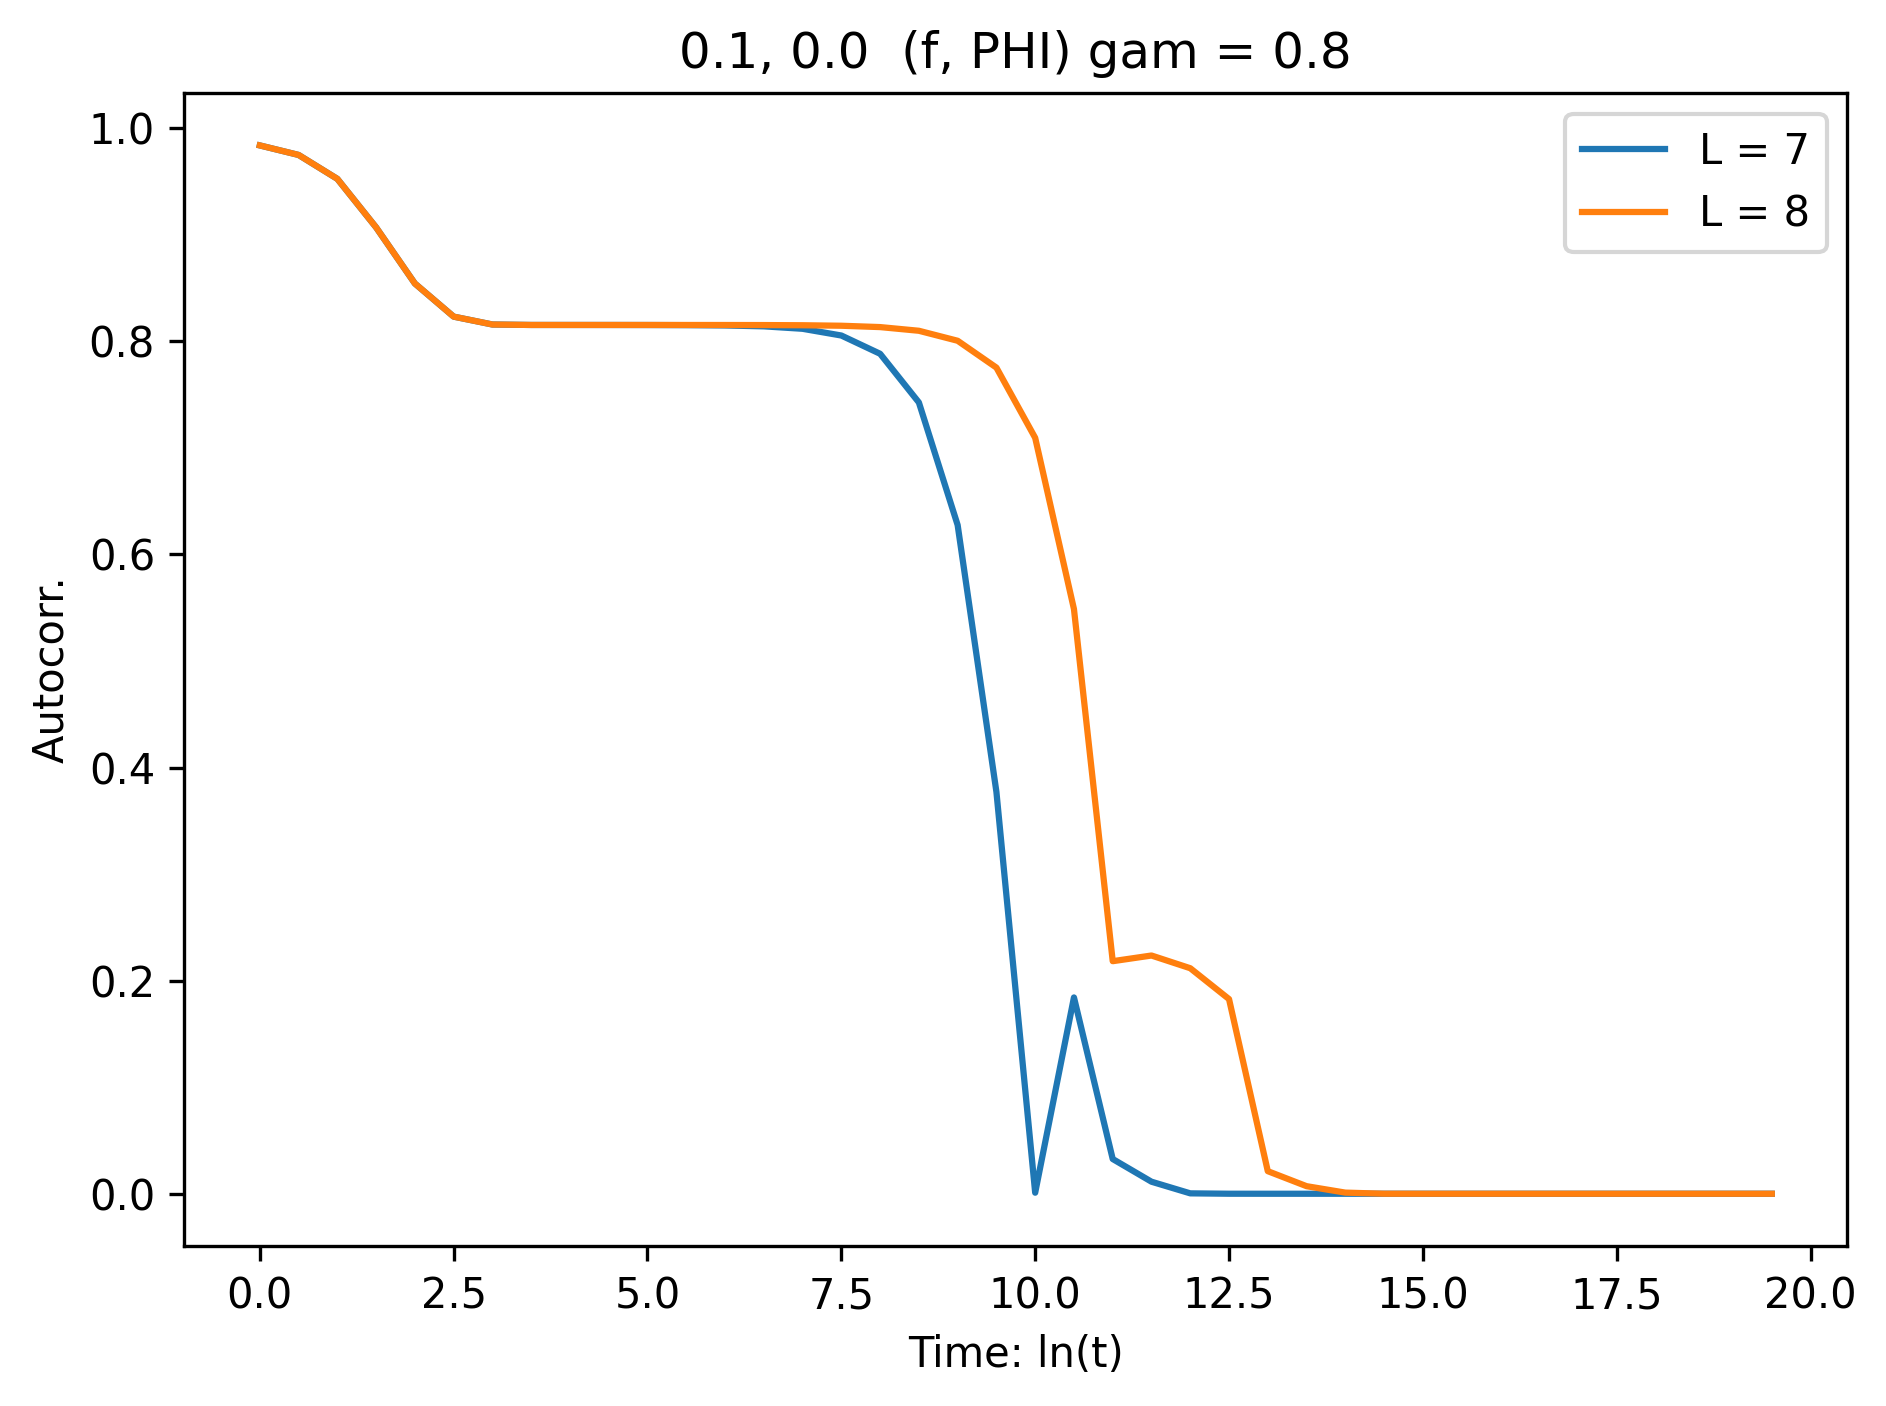 0.1, 0.0  (f, PHI) gam = 0.8
L = 7
L = 8
1.0
0.8
0.6
0.4
0.2
0.0
Autocorr.
0.0 2.5 5.0 7.5 10.0 12.5 15.0 17.5 20.0
Time: ln(t)